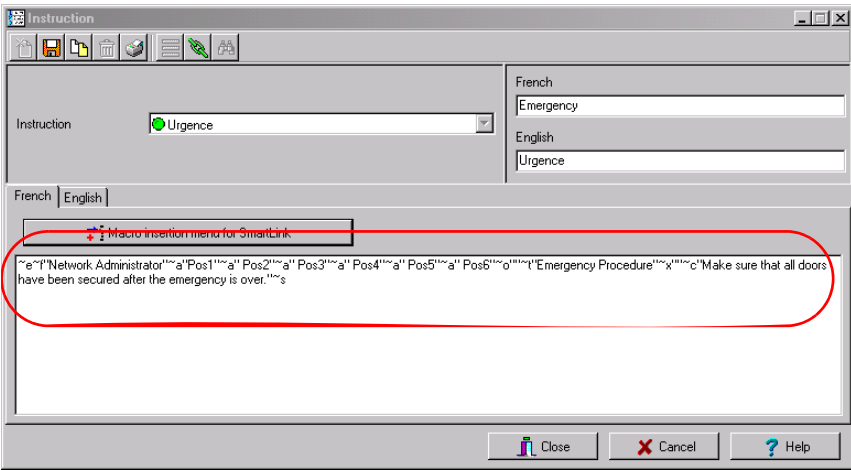 Instruction
French
Emergency
Instruction
Urgence
English
Urgence
French
English
Macro insertion menu for SmartLink
~e~f"Network Administrator"~a"Pos1"~a" Pos2"~a" Pos3"~a" Pos4"~a" Pos5"~a" Pos6"~o""~t"Emergency Procedure"~x""~c"Make sure that all doors
have been secured after the emergency is over."~s
Close
Cancel
Help